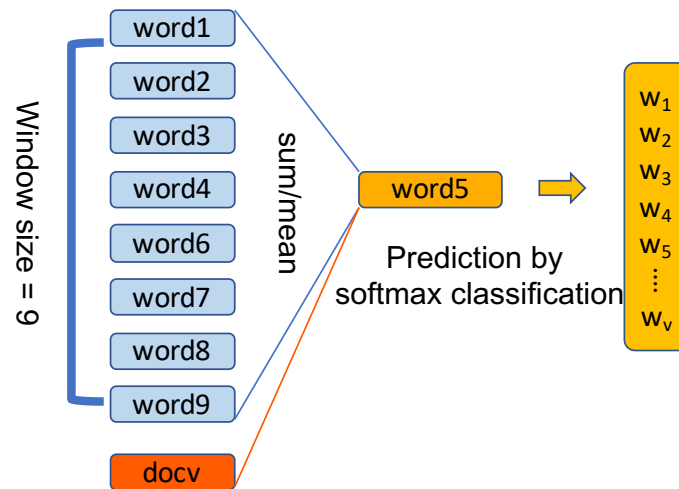 Window size = 9
word1
word2
word3
word4
word6
word7
word8
word9
docv
sum/mean
word5
Prediction by
softmax classification
w₁
w₂
w₃
w₄
w₅
....
wᵥ